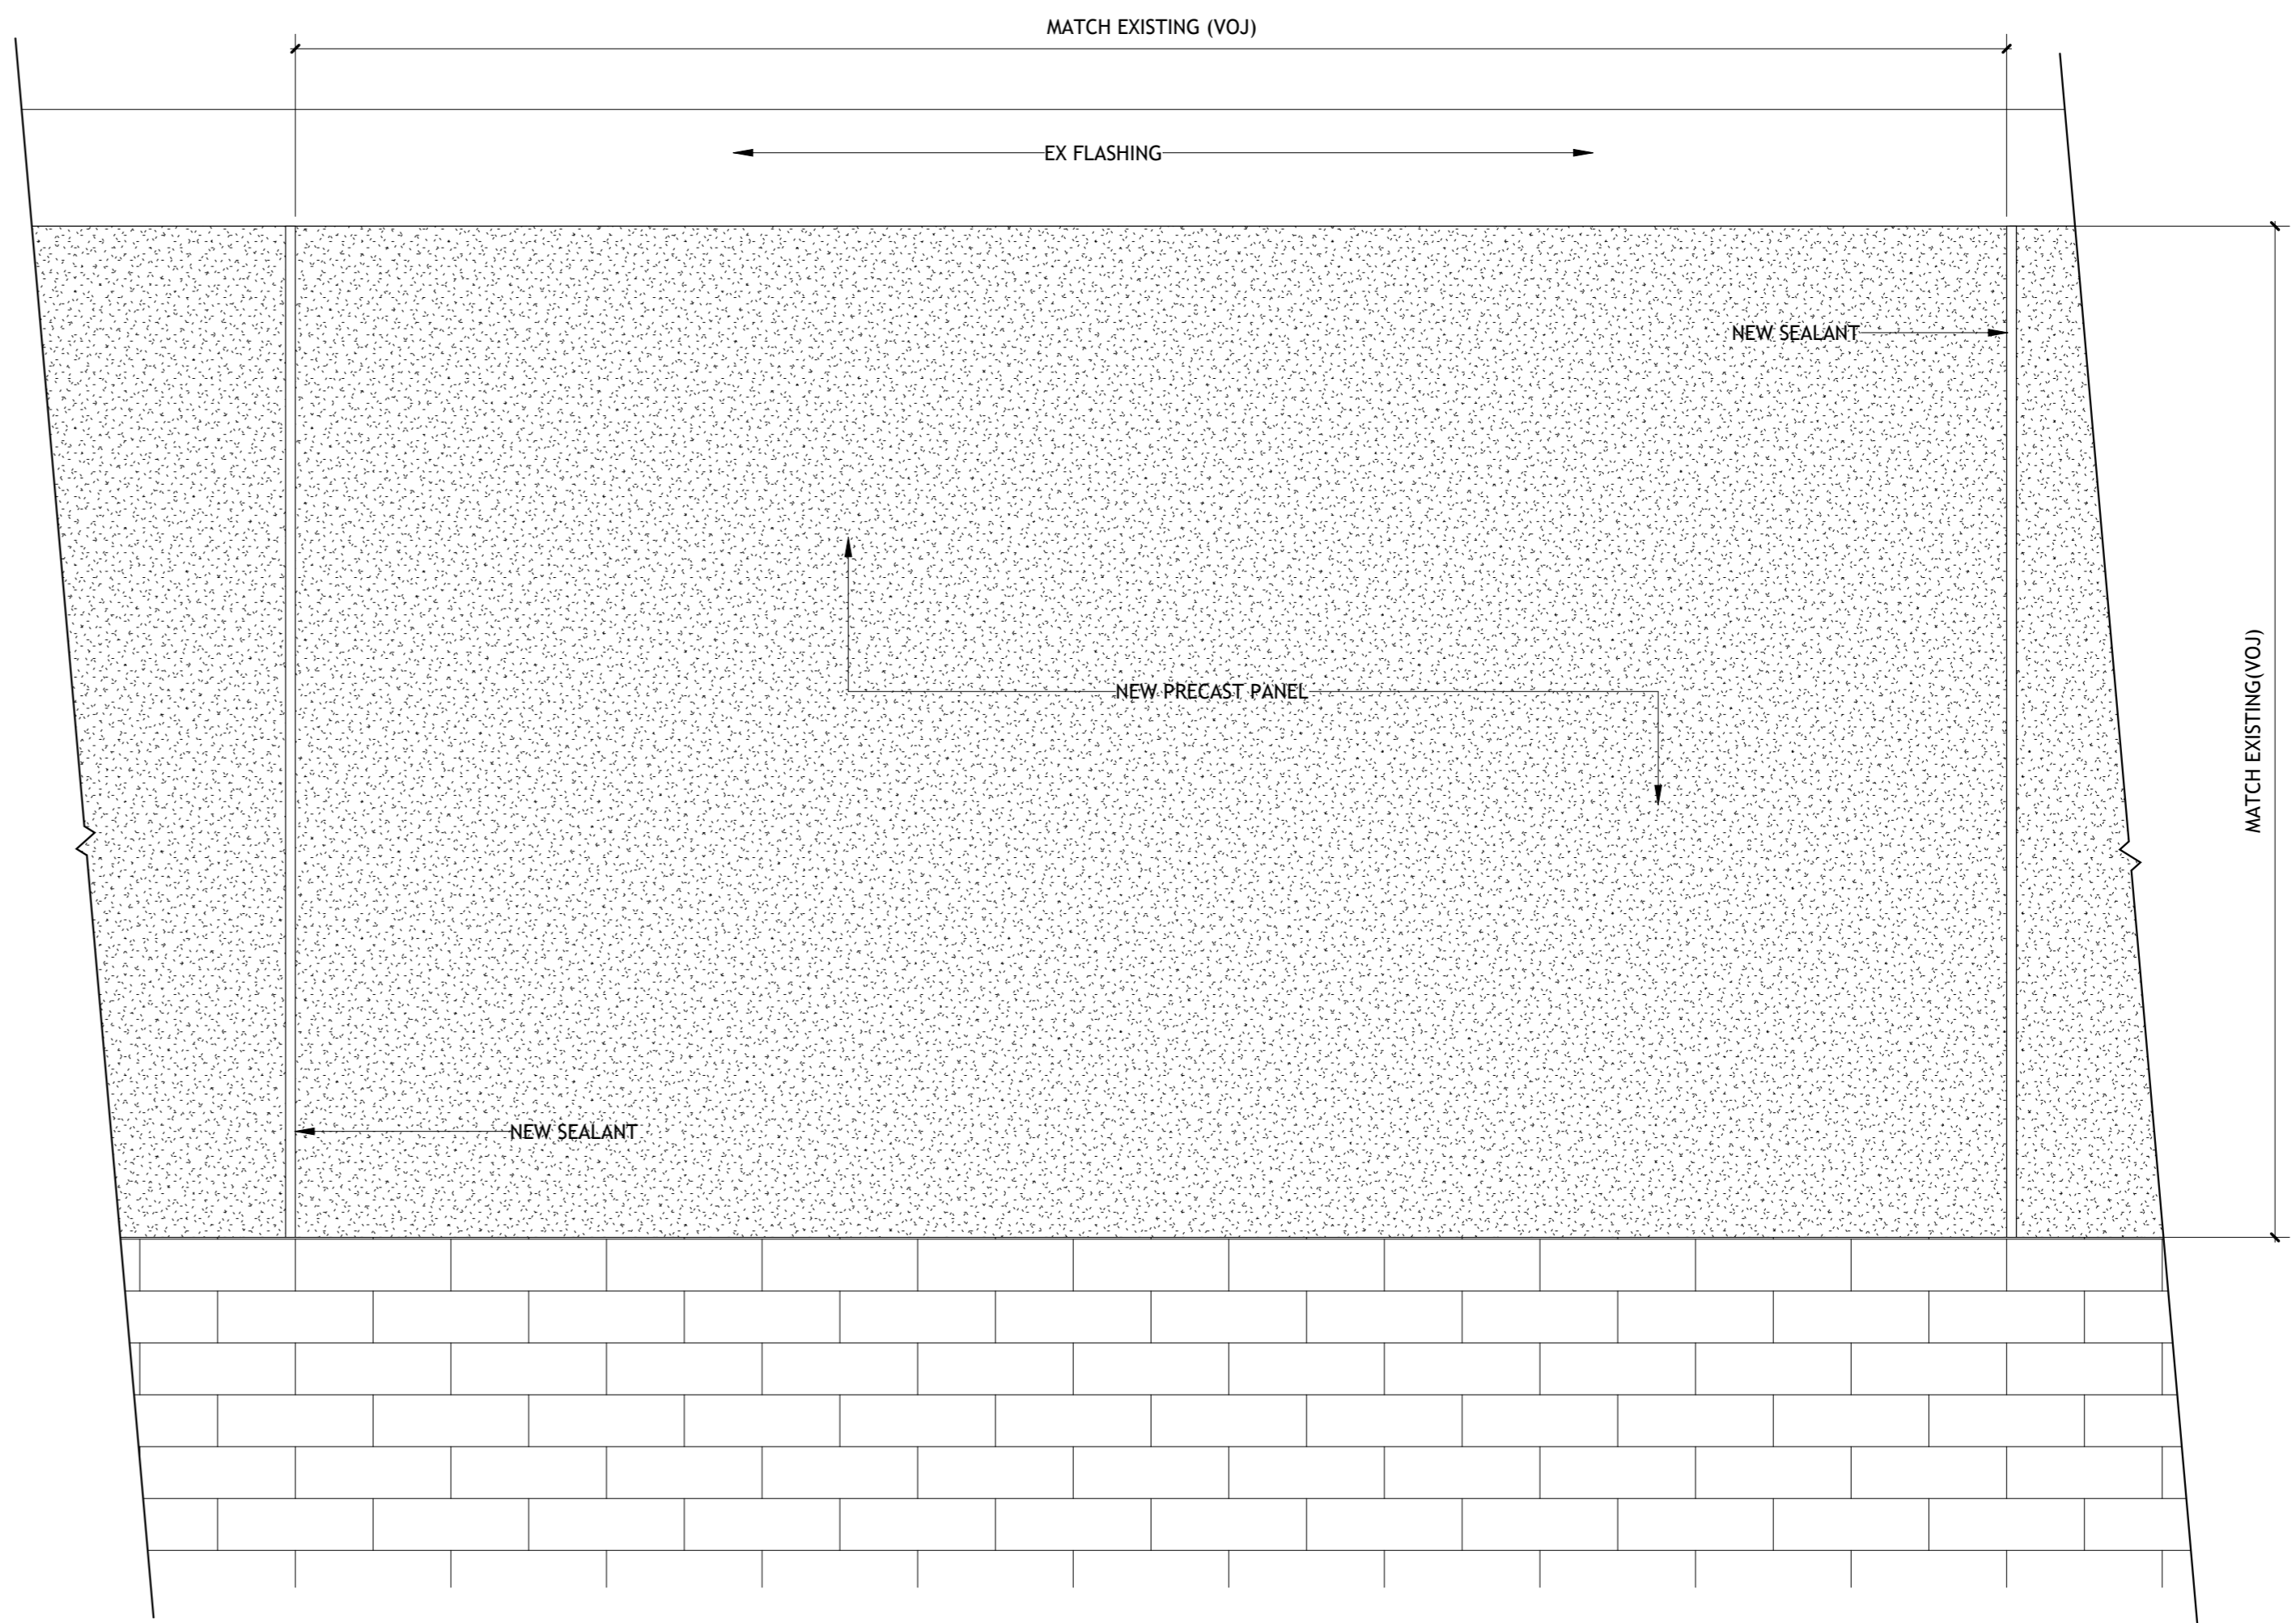 MATCH EXISTING (VOJ)
EX FLASHING
NEW SEALANT
MATCH EXISTING(VOJ)
NEW PRECAST PANEL
NEW SEALANT